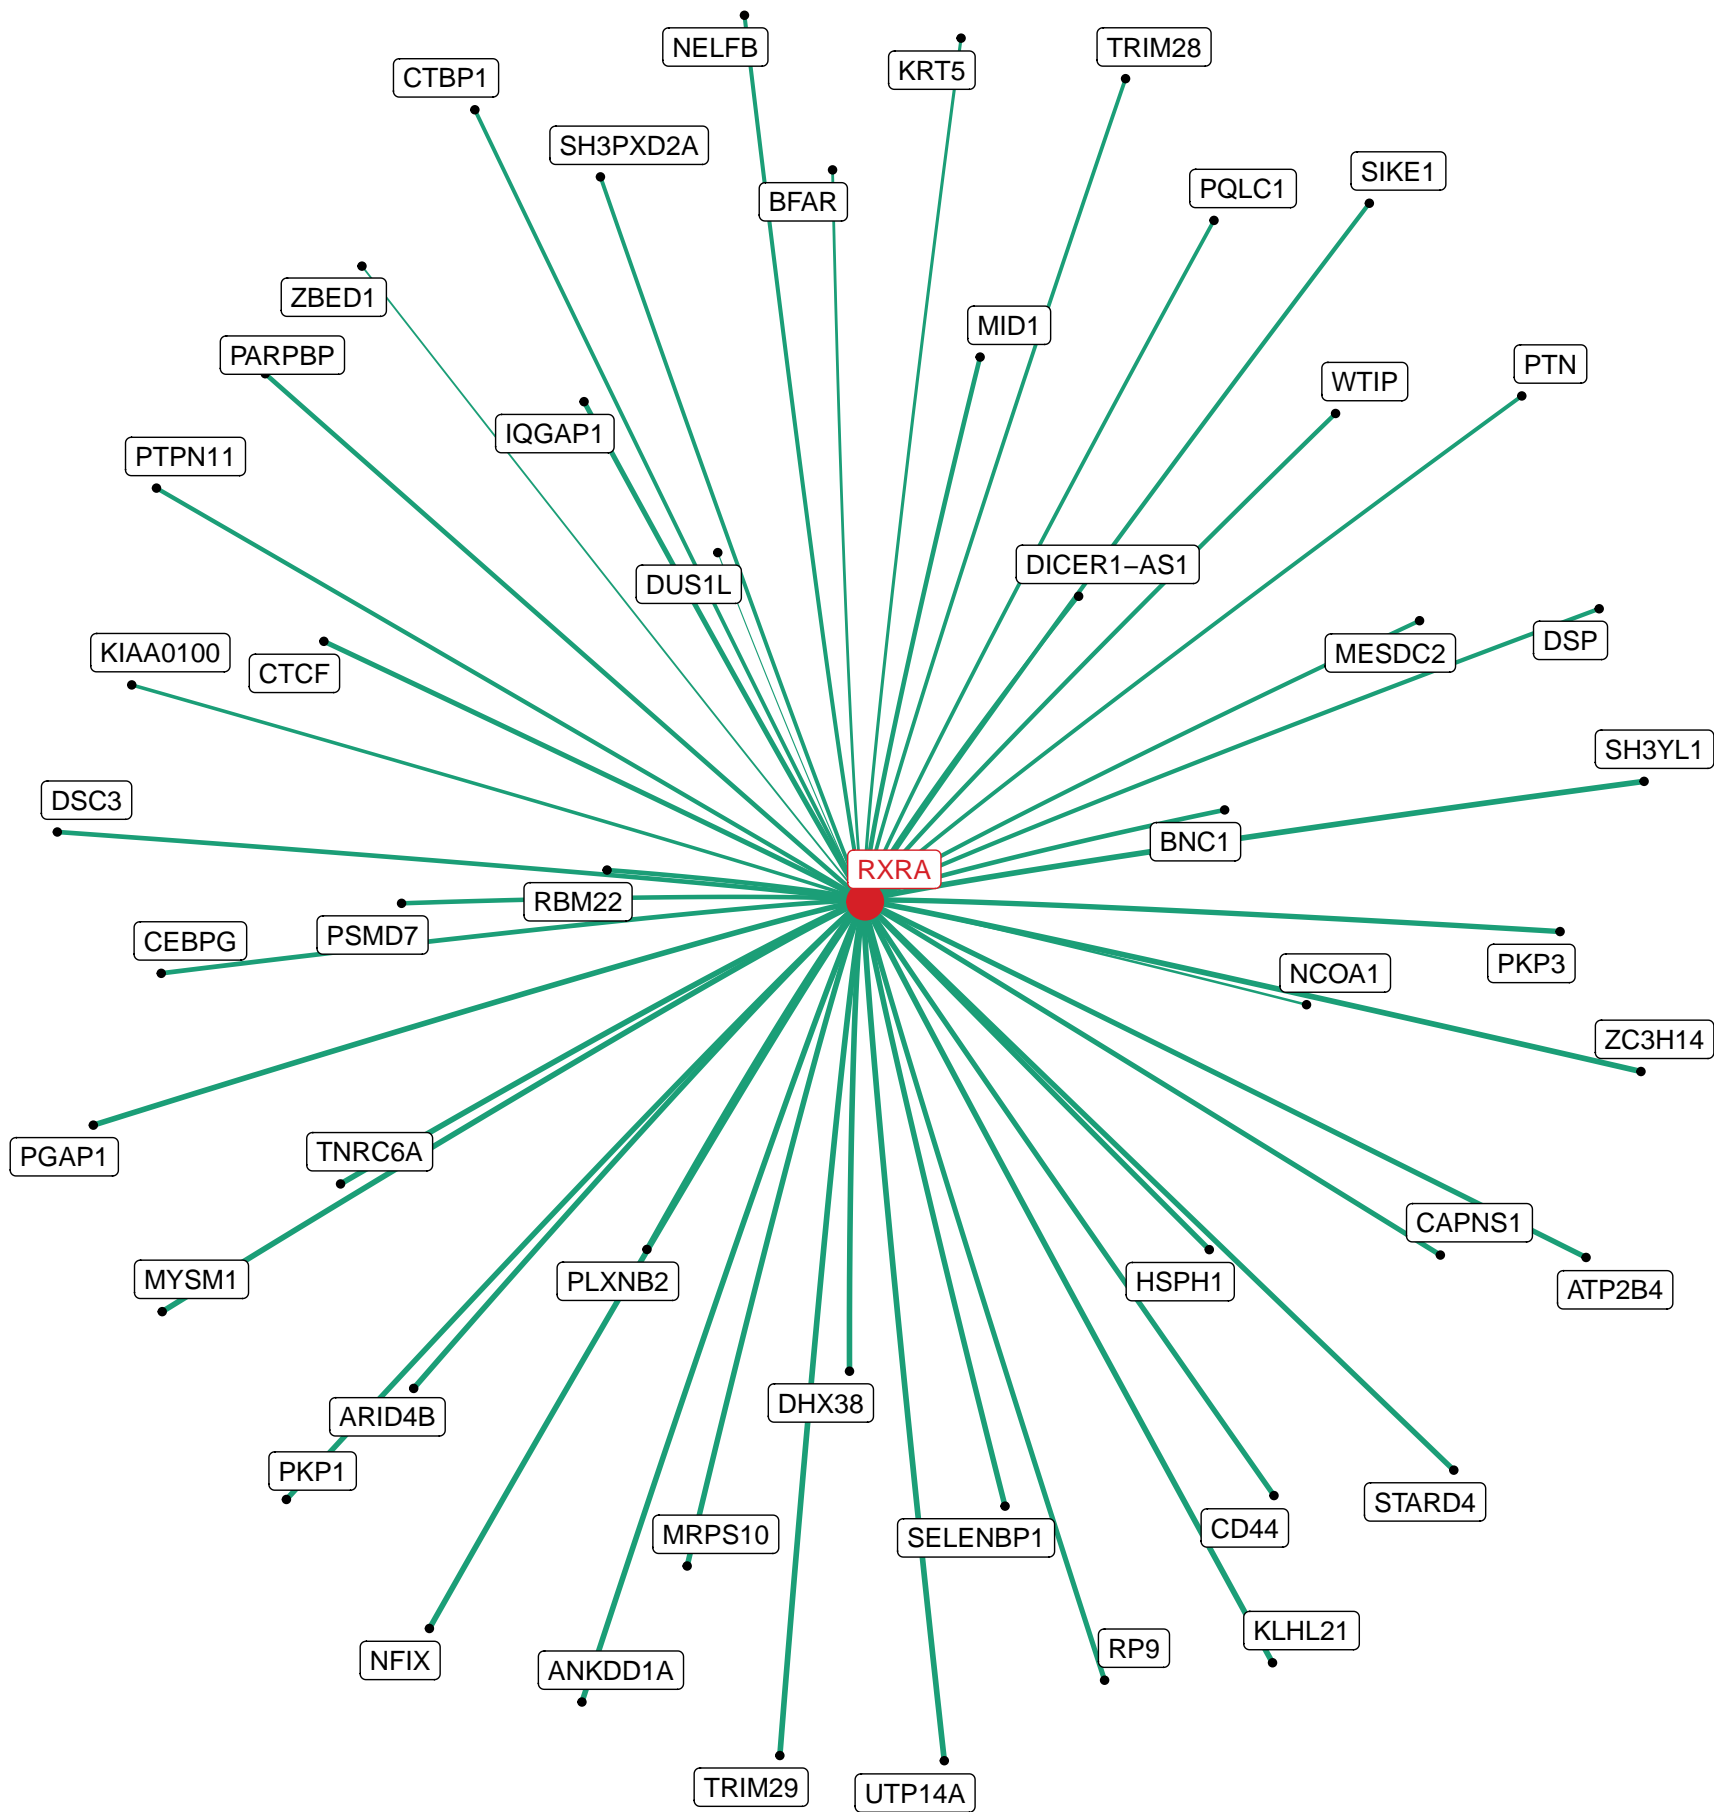 NELFB
TRIM28
KRT5
CTBP1
SH3PXD2A
SIKE1
PQLC1
BFAR
ZBED1
MID1
PARPBP
PTN
WTIP
IQGAP1
PTPN11
DICER1–AS1
DUS1L
DSP
KIAA0100
MESDC2
CTCF
SH3YL1
DSC3
BNC1
RXRA
RBM22
PSMD7
CEBPG
PKP3
NCOA1
ZC3H14
TNRC6A
PGAP1
CAPNS1
MYSM1
PLXNB2
HSPH1
ATP2B4
DHX38
ARID4B
PKP1
STARD4
CD44
MRPS10
SELENBP1
KLHL21
RP9
NFIX
ANKDD1A
TRIM29
UTP14A